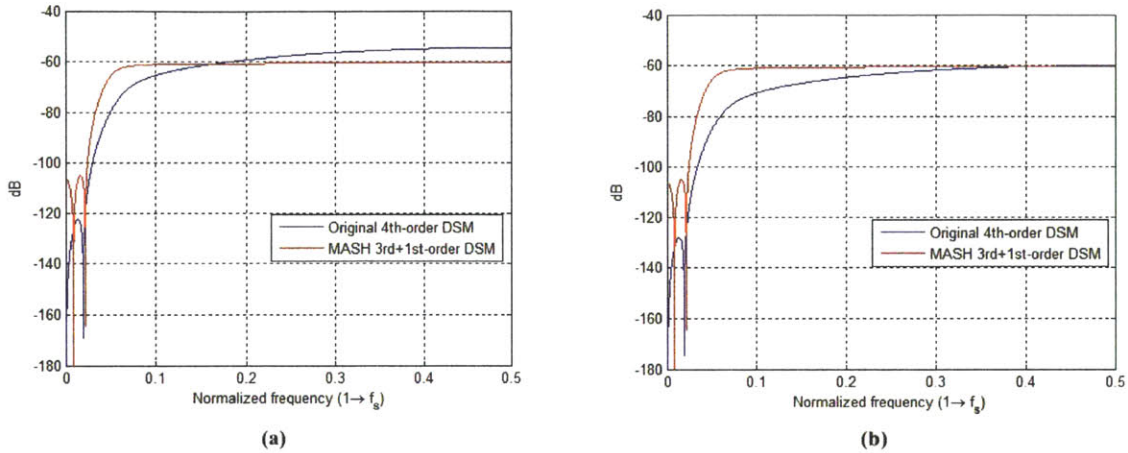 -40
-60
-80
-100
-120
-140
-160
-180
dB
Original 4th-order DSM
MASH 3rd+1st-order DSM
0
0.1
0.2
0.3
0.4
0.5
Normalized frequency (1→ fs)
(a)
-40
-60
-80
-100
-120
-140
-160
-180
dB
Original 4th-order DSM
MASH 3rd+1st-order DSM
0
0.1
0.2
0.3
0.4
0.5
Normalized frequency (1→ fs)
(b)